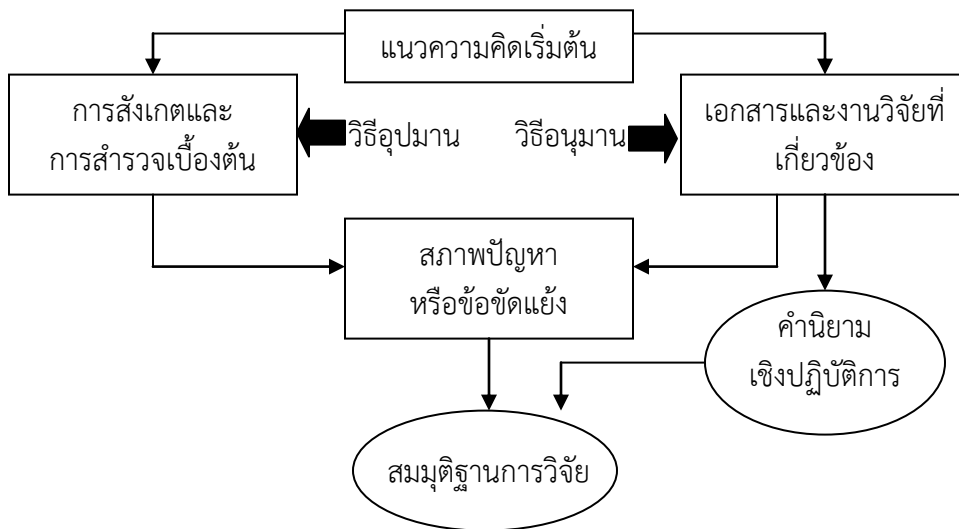 แนวความคิดเริ่มต้น
การสังเกตและ
การสำรวจเบื้องต้น
วิธีอุปมาน
วิธีอนุมาน
เอกสารและงานวิจัยที่
เกี่ยวข้อง
สภาพปัญหา
หรือข้อขัดแย้ง
คำนิยาม
เชิงปฏิบัติการ
สมมุติฐานการวิจัย